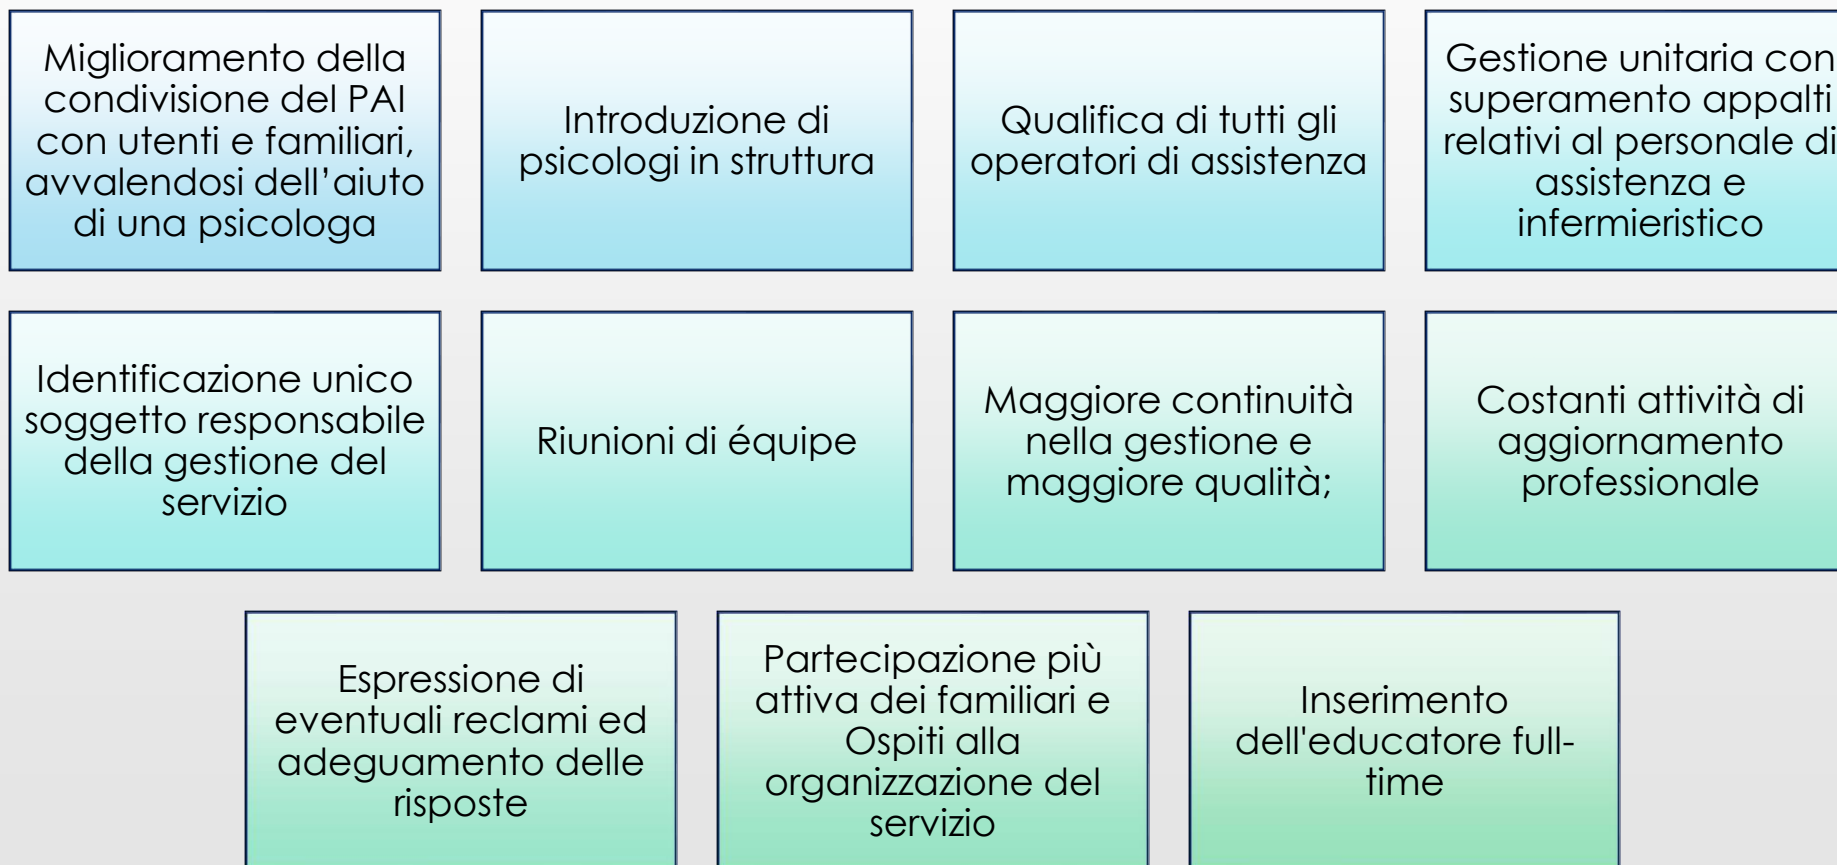 Miglioramento della
condivisione del PAI
con utenti e familiari,
avvalendosi dell’aiuto
di una psicologa
Introduzione di
psicologi in struttura
Qualifica di tutti gli
operatori di assistenza
Gestione unitaria con
superamento appalti
relativi al personale di
assistenza e
infermieristico
Identificazione unico
soggetto responsabile
della gestione del
servizio
Riunioni di équipe
Maggiore continuità
nella gestione e
maggiore qualità;
Costanti attività di
aggiornamento
professionale
Espressione di
eventuali reclami ed
adeguamento delle
risposte
Partecipazione più
attiva dei familiari e
Ospiti alla
organizzazione del
servizio
Inserimento
dell'educatore full-
time